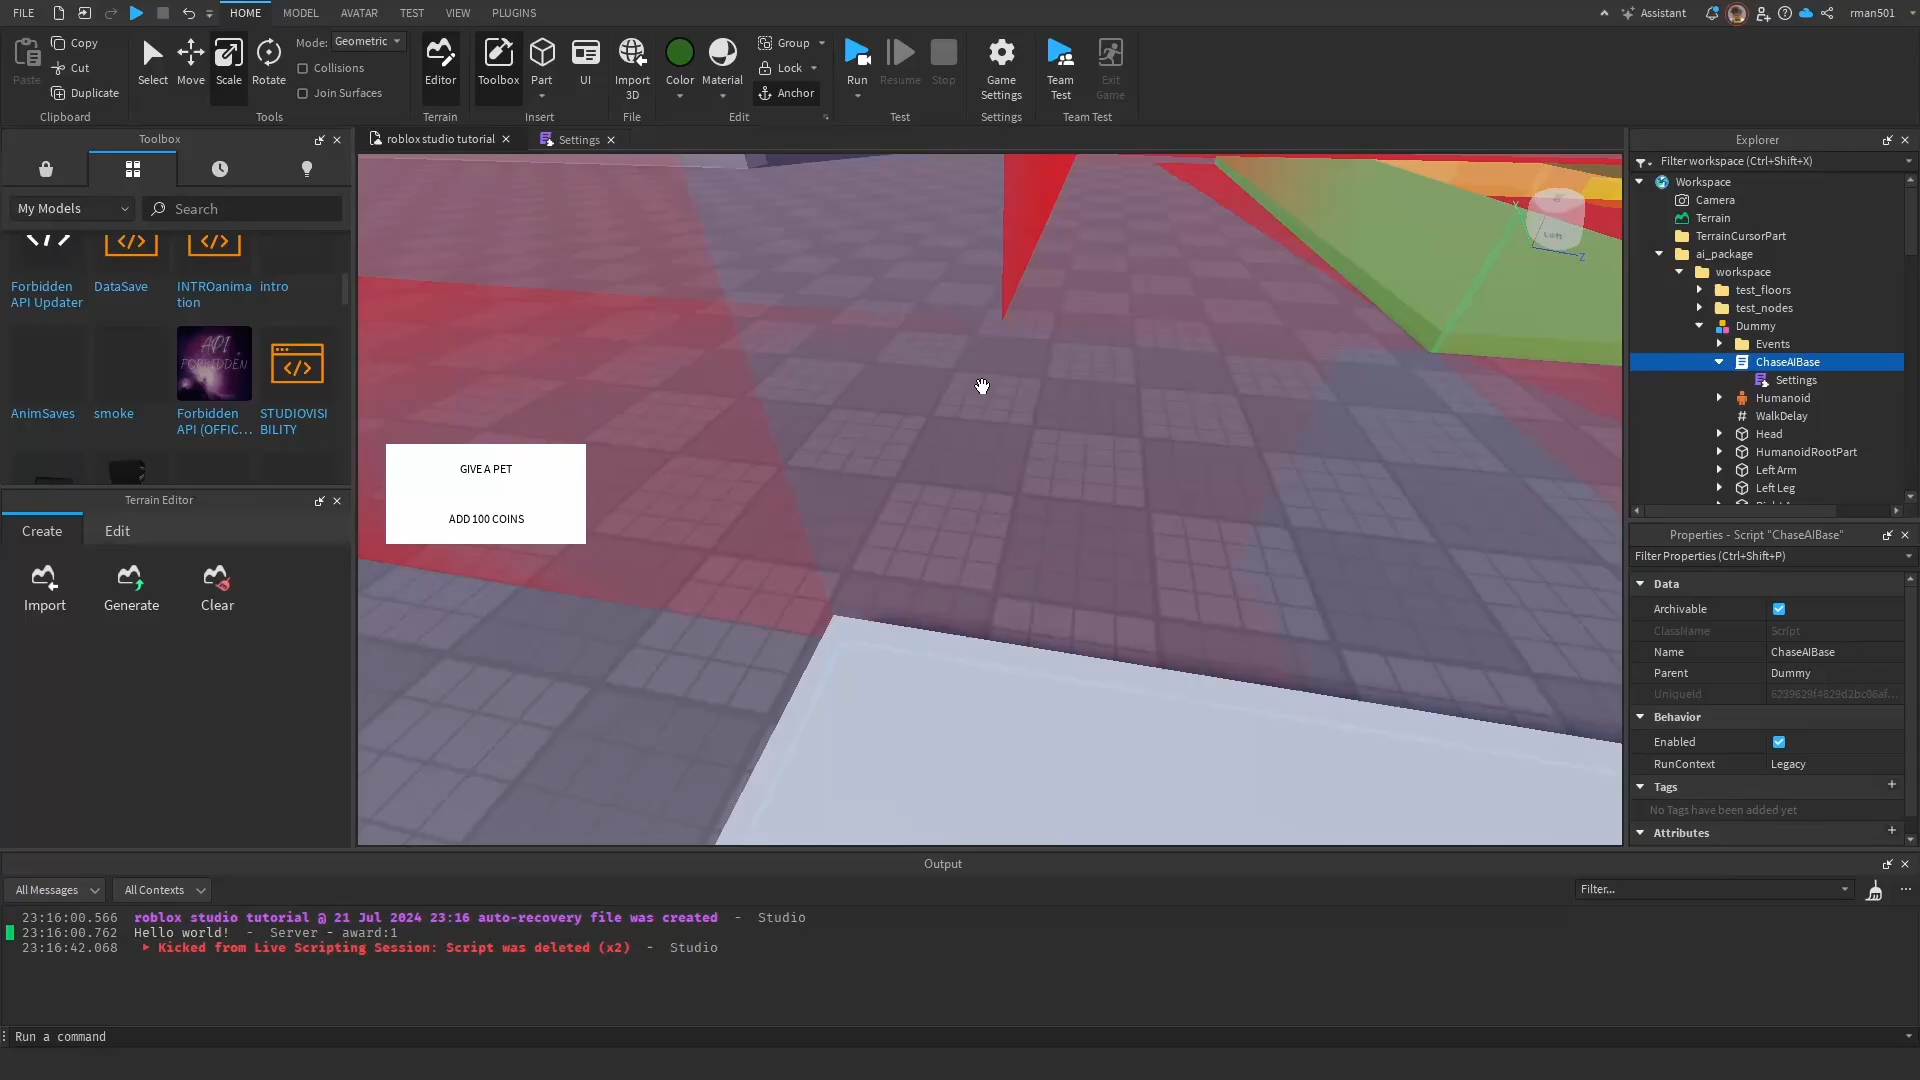 FILE
HOME
MODEL
AVATAR
TEST
VIEW
PLUGINS
Assistant
rman501
Paste
Copy
Cut
Duplicate
Clipboard
Select
Move
Scale
Rotate
Mode: Geometric
Collisions
Join Surfaces
Tools
Editor
Terrain
Toolbox
Part
UI
Insert
Import
3D
File
Color
Material
Group
Lock
Anchor
Edit
Run
Resume
Stop
Test
Game
Settings
Settings
Team
Test
Exit
Game
Team Test
Toolbox
My Models
Search
Forbidden
API Updater
DataSave
INTROanima
tion
intro
AnimSaves
smoke
API
FORBIDDEN
Forbidden
API (OFFIC...
STUDIOVISI
BILITY
Terrain Editor
Create
Edit
Import
Generate
Clear
roblox studio tutorial
Settings
GIVE A PET
ADD 100 COINS
Left
X
Z
Explorer
Filter workspace (Ctrl+Shift+X)
Workspace
Camera
Terrain
TerrainCursorPart
ai_package
workspace
test_floors
test_nodes
Dummy
Events
ChaseAIBase
Settings
Humanoid
WalkDelay
Head
HumanoidRootPart
Left Arm
Left Leg
Properties - Script "ChaseAIBase"
Filter Properties (Ctrl+Shift+P)
Data
Archivable
ClassName Script
Name ChaseAIBase
Parent Dummy
UniqueId 6239629f4629d2bc06af...
Behavior
Enabled
RunContext Legacy
Tags
No Tags have been added yet
Attributes
Output
All Messages
All Contexts
Filter...
23:16:00.566 roblox studio tutorial @ 21 Jul 2024 23:16 auto-recovery file was created - Studio
23:16:00.762 Hello world! - Server - award:1
23:16:42.068 Kicked from Live Scripting Session: Script was deleted (x2) - Studio
Run a command